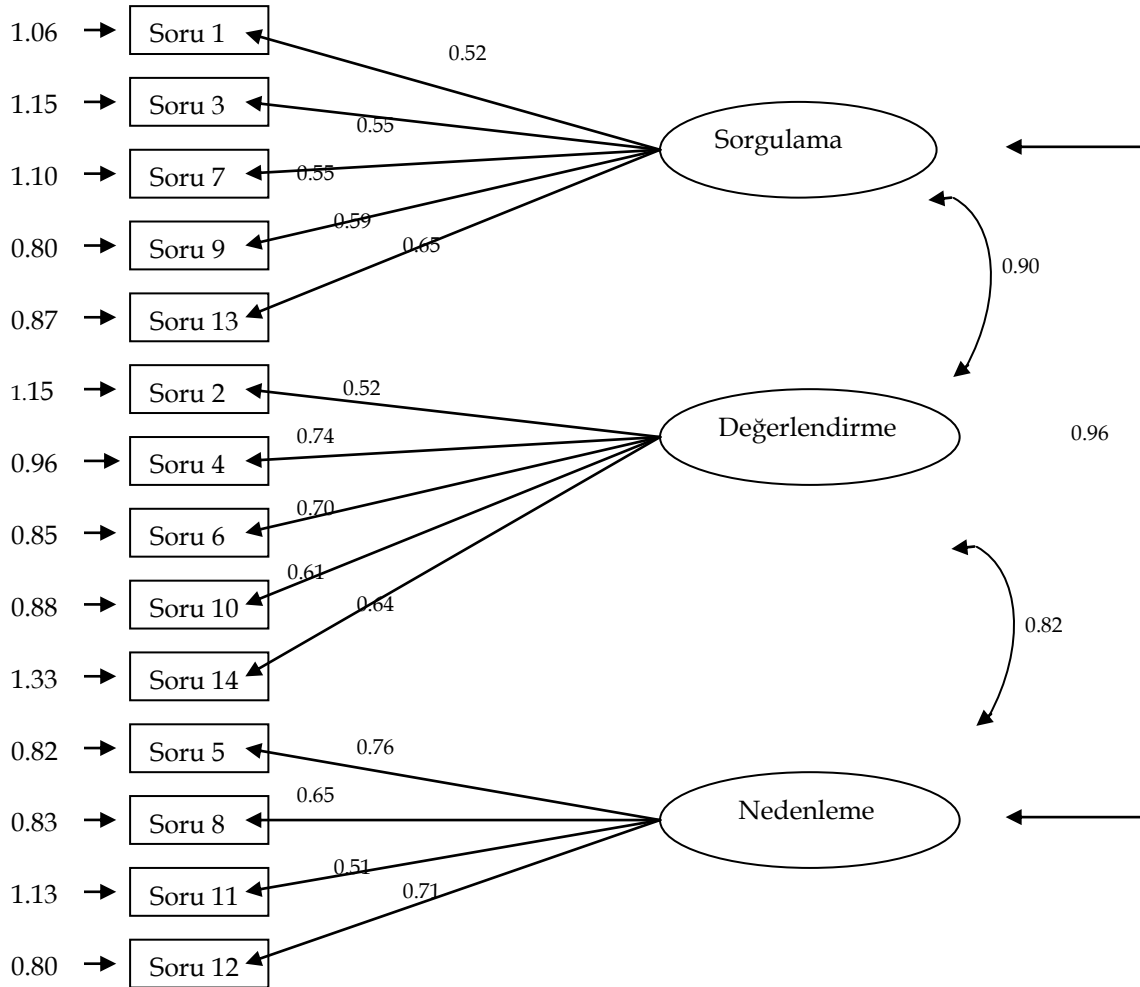 1.06 Soru 1
0.52
1.15 Soru 3
0.55
Sorgulama
1.10 Soru 7
0.55
0.80 Soru 9
0.59
0.65
0.90
0.87 Soru 13
1.15 Soru 2
0.52
0.74
Değerlendirme
0.96
0.96 Soru 4
0.70
0.85 Soru 6
0.61
0.88 Soru 10
0.64
0.82
1.33 Soru 14
0.82 Soru 5
0.76
0.65
Nedenleme
0.83 Soru 8
0.51
1.13 Soru 11
0.71
0.80 Soru 12